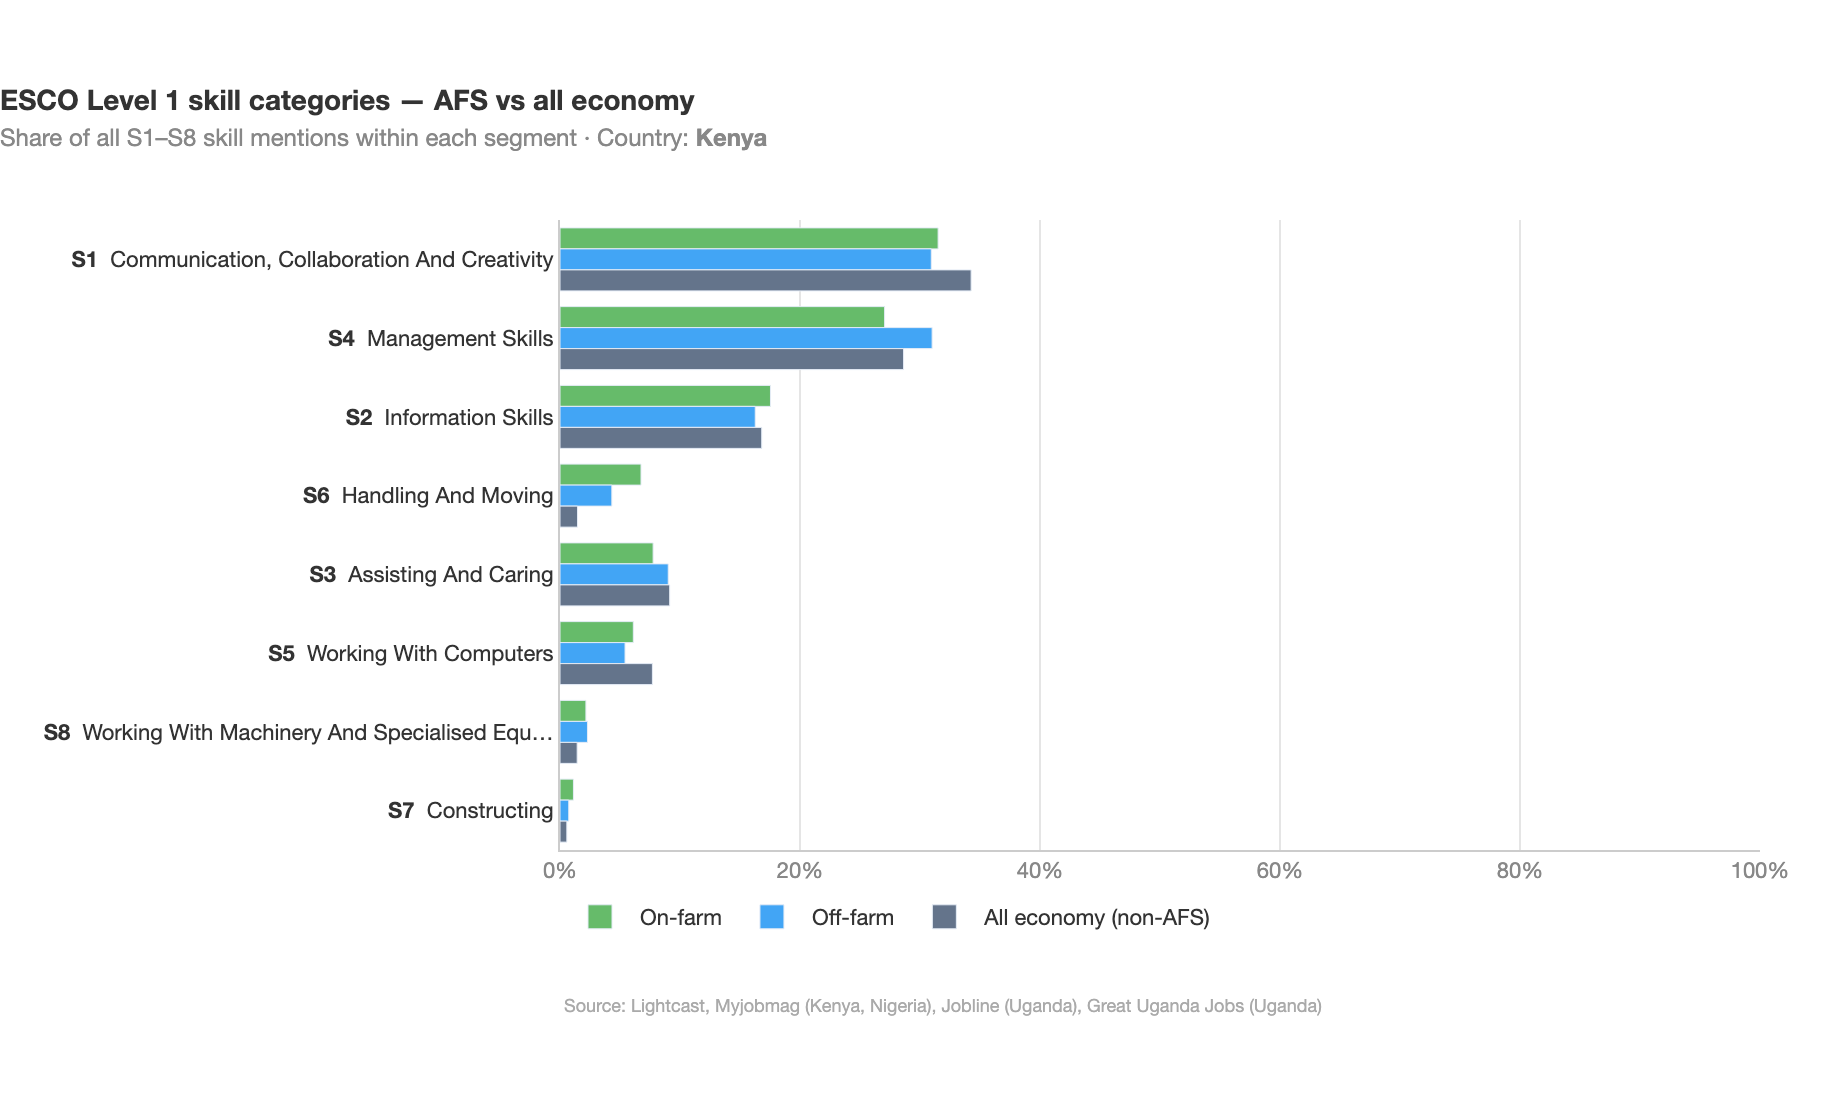 ESCO Level 1 skill categories — AFS vs all economy
Share of all S1–S8 skill mentions within each segment · Country: Kenya
S1 Communication, Collaboration And Creativity
S4 Management Skills
S2 Information Skills
S6 Handling And Moving
S3 Assisting And Caring
S5 Working With Computers
S8 Working With Machinery And Specialised Equ…
S7 Constructing
0% 20% 40% 60% 80% 100%
On-farm Off-farm All economy (non-AFS)
Source: Lightcast, Myjobmag (Kenya, Nigeria), Jobline (Uganda), Great Uganda Jobs (Uganda)